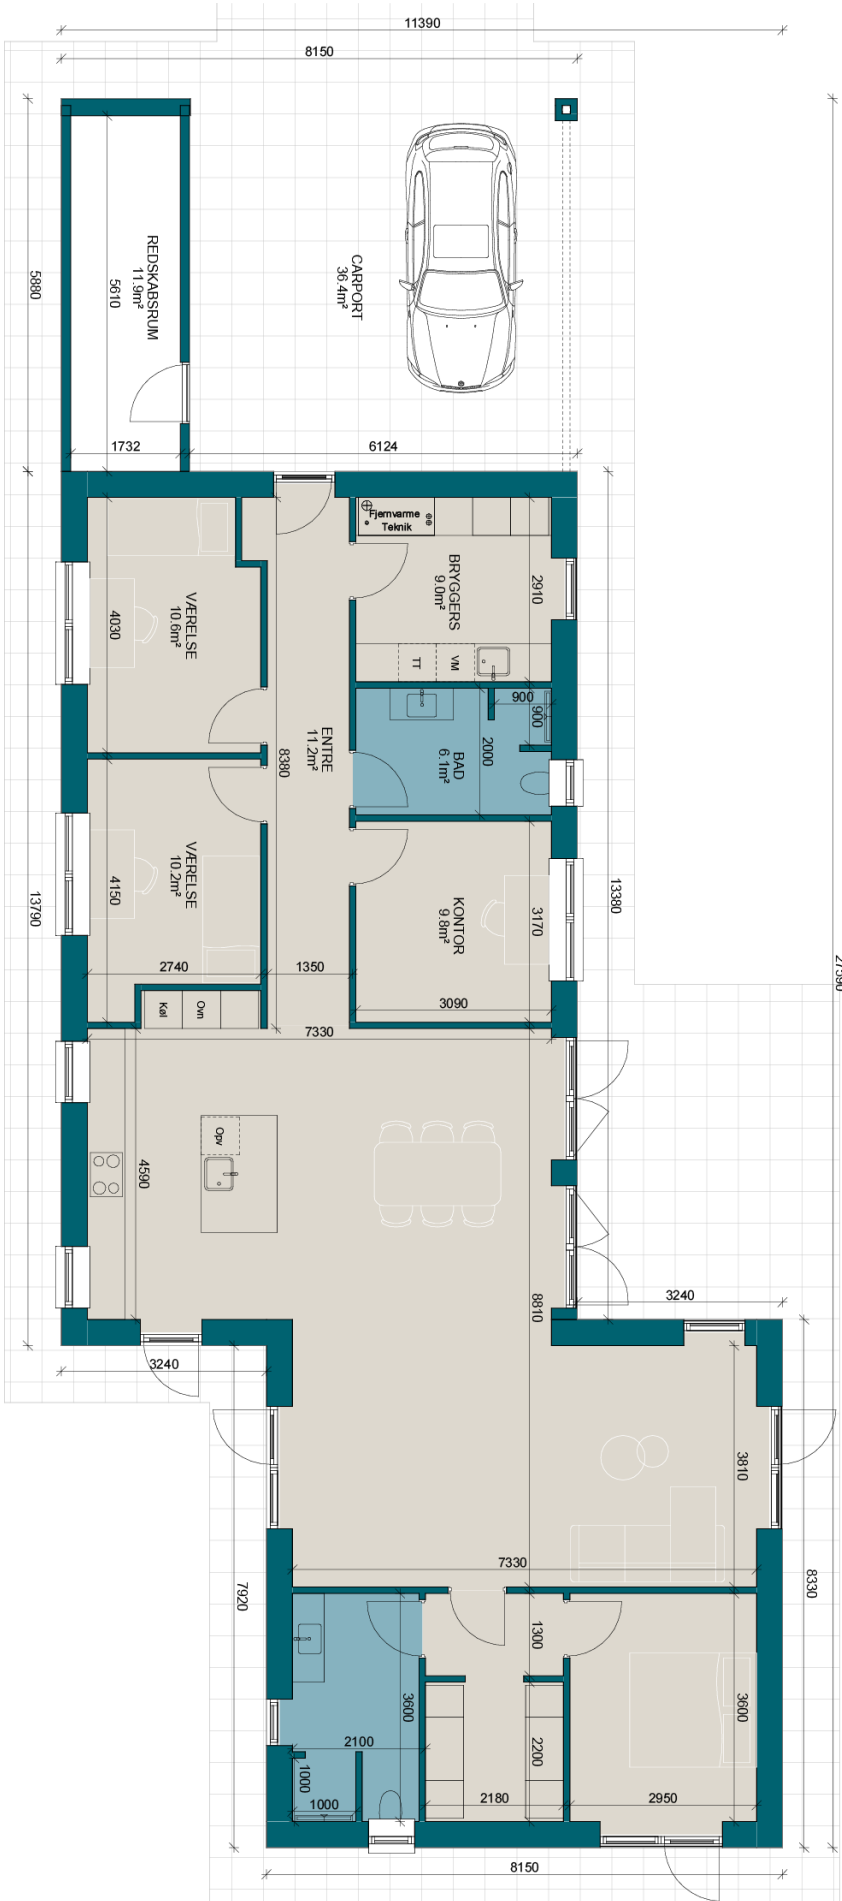 11390
8150
5880
27590
REDSKABSRUM
11.9m²
5610
CARPORT
36.4m²
1732
6124
Fjernvarme
Teknik
BRYGGERS
9.0m²
2910
VÆRELSE
10.6m²
4030
TT
VM
900
900
ENTRE
11.2m²
8380
BAD
6.1m²
2000
VÆRELSE
10.2m²
4150
KONTOR
9.8m²
3170
13790
13380
2740
1350
3090
Køl
Ovn
7330
Opv
4590
8810
3240
3240
3810
7330
7920
8330
1300
3600
3600
2100
2200
1000
1000
2180
2950
8150